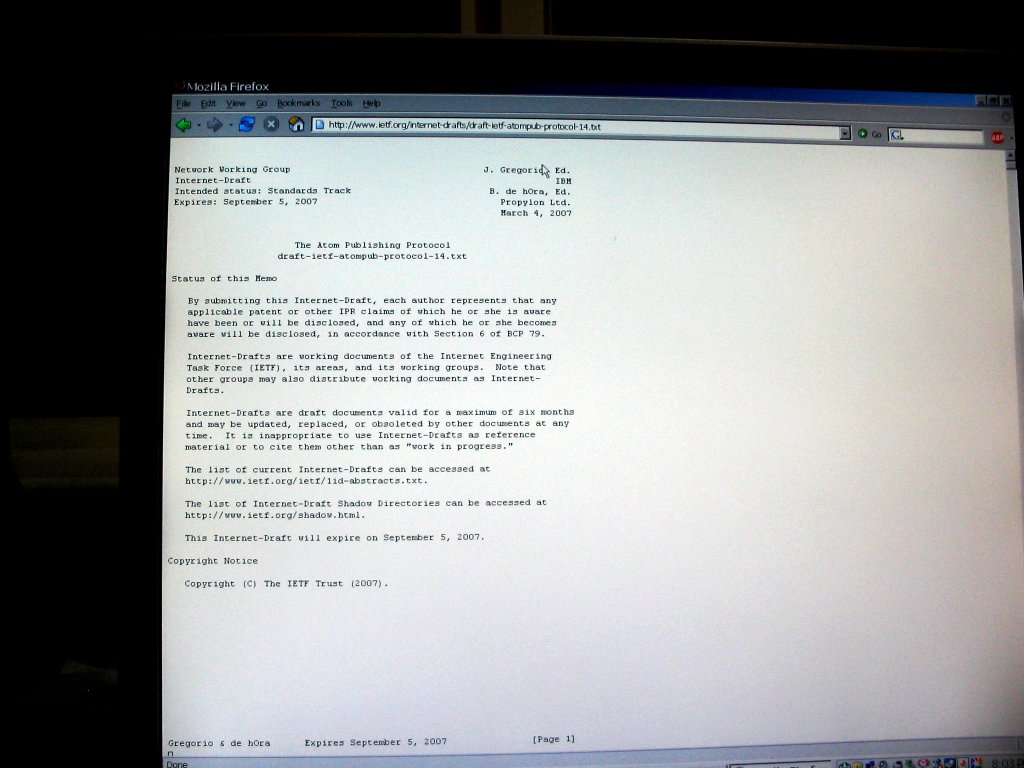 Mozilla Firefox
File Edit View Go Bookmarks Tools Help
http://www.ietf.org/internet-drafts/draft-ietf-atompub-protocol-14.txt Go ABP
Network Working Group J. Gregorio, Ed.
Internet-Draft IBM
Intended status: Standards Track B. de hOra, Ed.
Expires: September 5, 2007 Propylon Ltd.
March 4, 2007
The Atom Publishing Protocol
draft-ietf-atompub-protocol-14.txt
Status of this Memo
By submitting this Internet-Draft, each author represents that any
applicable patent or other IPR claims of which he or she is aware
have been or will be disclosed, and any of which he or she becomes
aware will be disclosed, in accordance with Section 6 of BCP 79.
Internet-Drafts are working documents of the Internet Engineering
Task Force (IETF), its areas, and its working groups. Note that
other groups may also distribute working documents as Internet-
Drafts.
Internet-Drafts are draft documents valid for a maximum of six months
and may be updated, replaced, or obsoleted by other documents at any
time. It is inappropriate to use Internet-Drafts as reference
material or to cite them other than as "work in progress."
The list of current Internet-Drafts can be accessed at
http://www.ietf.org/ietf/1id-abstracts.txt.
The list of Internet-Draft Shadow Directories can be accessed at
http://www.ietf.org/shadow.html.
This Internet-Draft will expire on September 5, 2007.
Copyright Notice
Copyright (C) The IETF Trust (2007).
Gregorio & de hOra Expires September 5, 2007 [Page 1]
Done
8:03